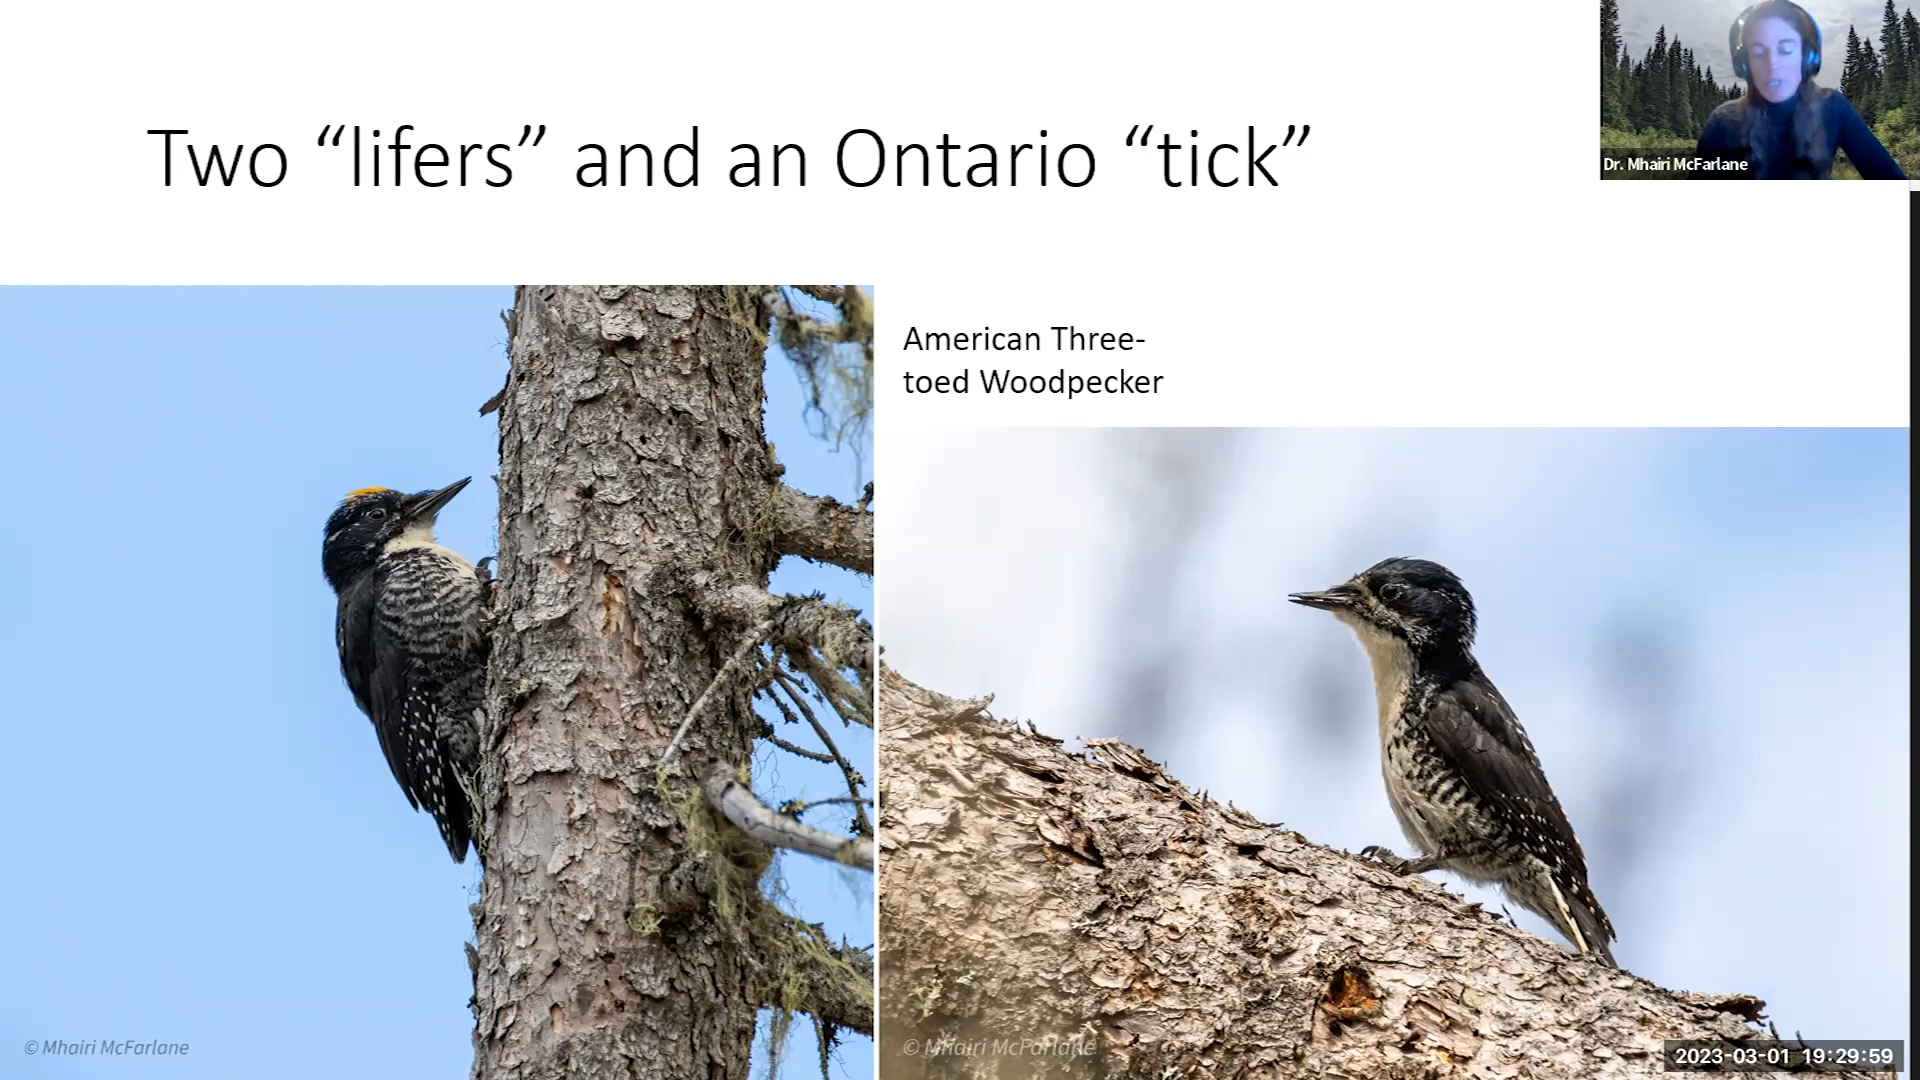 Two “lifers” and an Ontario “tick”
Dr. Mhairi McFarlane
American Three-
toed Woodpecker
© Mhairi McFarlane
© Mhairi McFarlane
2023-03-01 19:29:59